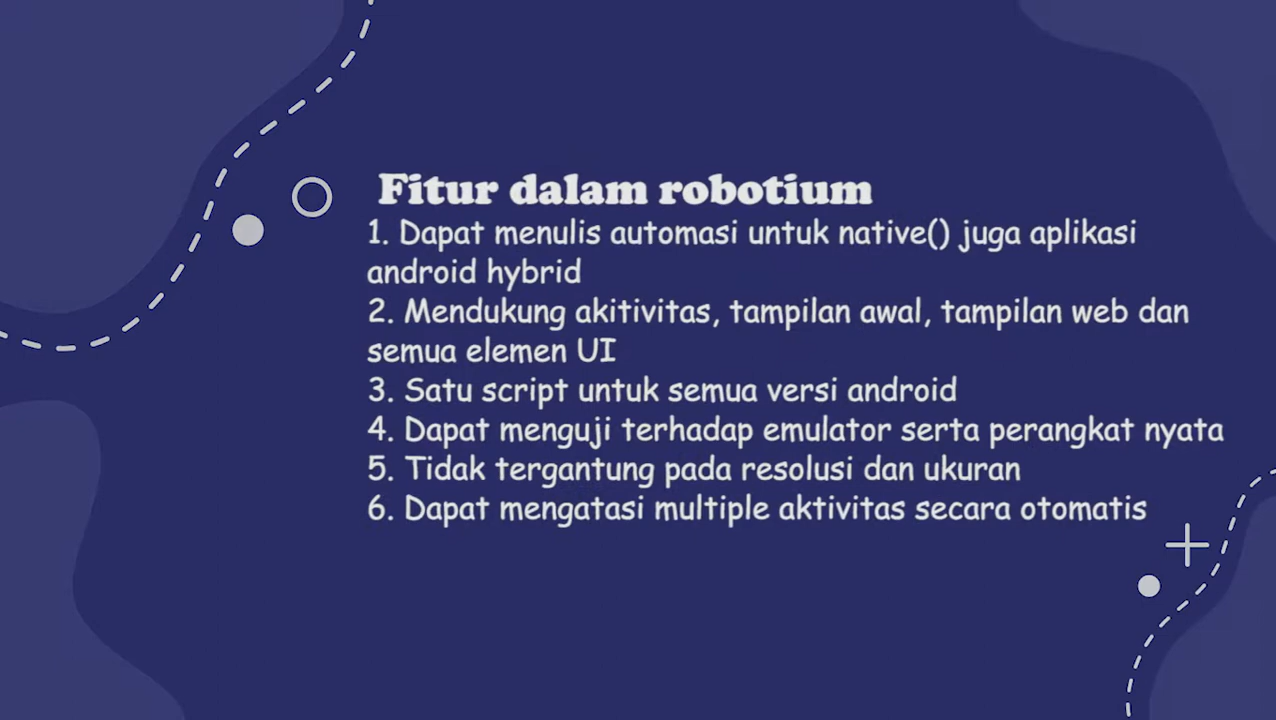 Fitur dalam robotium
1. Dapat menulis automasi untuk native() juga aplikasi
android hybrid
2. Mendukung akitivitas, tampilan awal, tampilan web dan
semua elemen UI
3. Satu script untuk semua versi android
4. Dapat menguji terhadap emulator serta perangkat nyata
5. Tidak tergantung pada resolusi dan ukuran
6. Dapat mengatasi multiple aktivitas secara otomatis